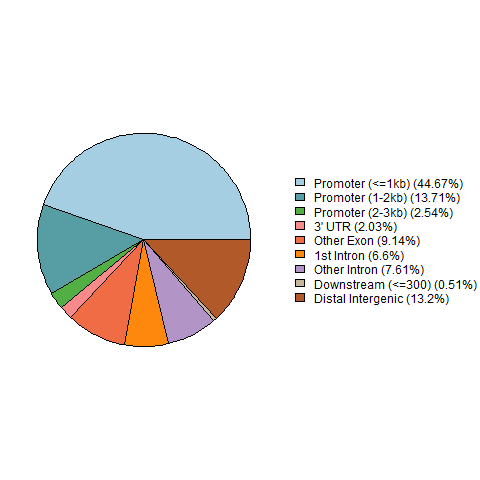 Promoter (<=1kb) (44.67%)
Promoter (1-2kb) (13.71%)
Promoter (2-3kb) (2.54%)
3' UTR (2.03%)
Other Exon (9.14%)
1st Intron (6.6%)
Other Intron (7.61%)
Downstream (<=300) (0.51%)
Distal Intergenic (13.2%)